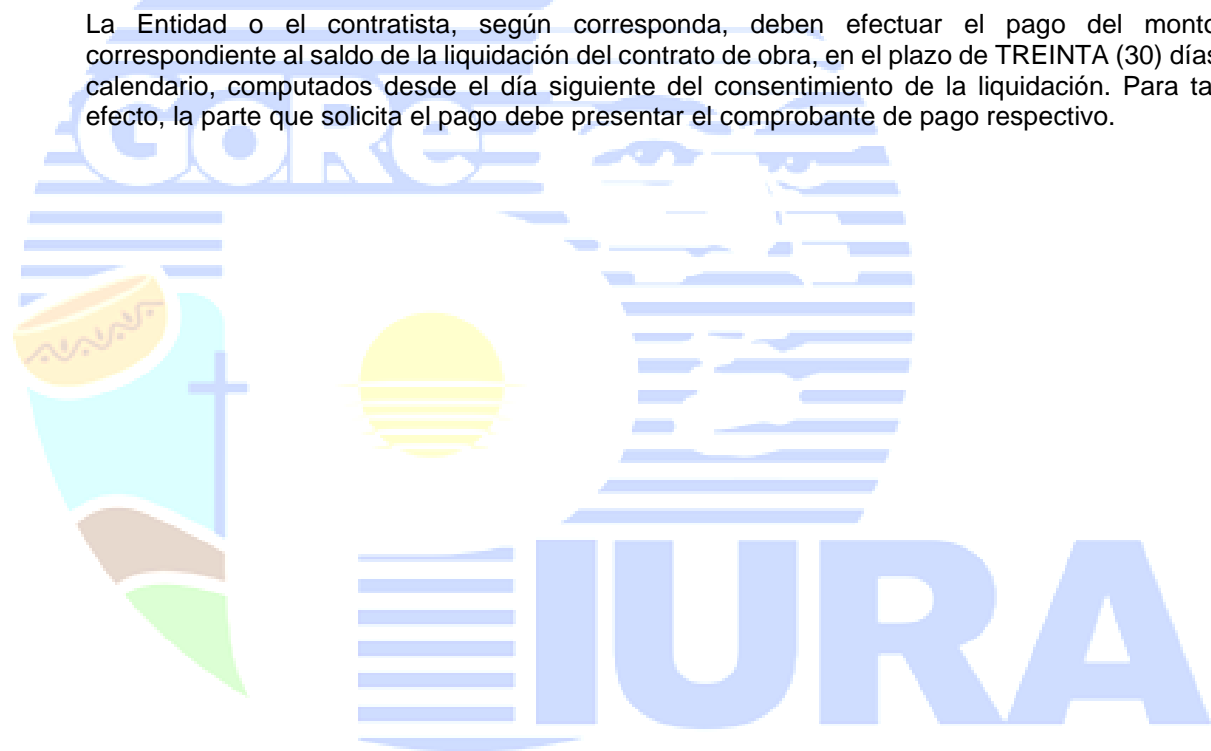 La Entidad o el contratista, según corresponda, deben efectuar el pago del monto
correspondiente al saldo de la liquidación del contrato de obra, en el plazo de TREINTA (30) días
calendario, computados desde el día siguiente del consentimiento de la liquidación. Para ta
efecto, la parte que solicita el pago debe presentar el comprobante de pago respectivo.
GORE
PIURA